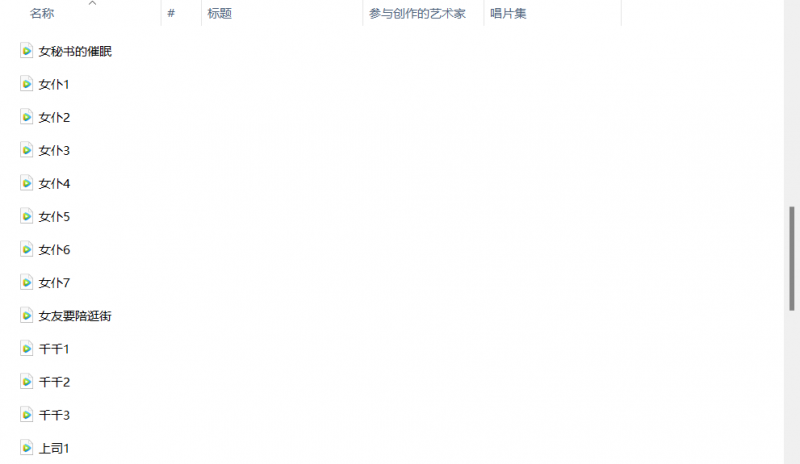 名称 # 标题 参与创作的艺术家 唱片集
女秘书的催眠
女仆1
女仆2
女仆3
女仆4
女仆5
女仆6
女仆7
女友要陪逛街
千千1
千千2
千千3
上司1